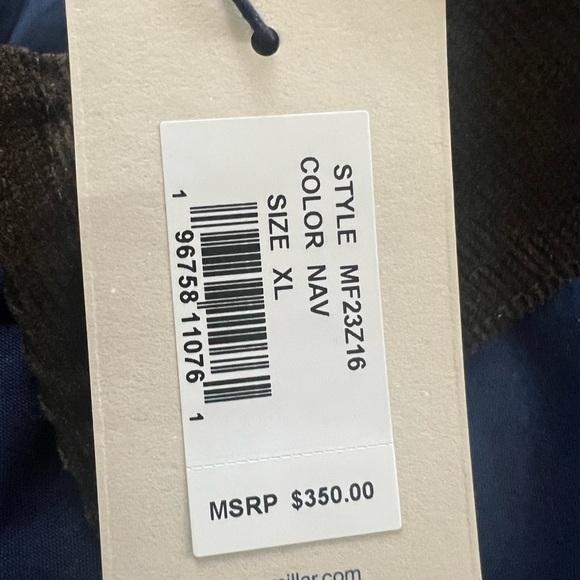 STYLE MF23Z16
COLOR NAV
SIZE XL
1 96758 11076 1
MSRP $350.00